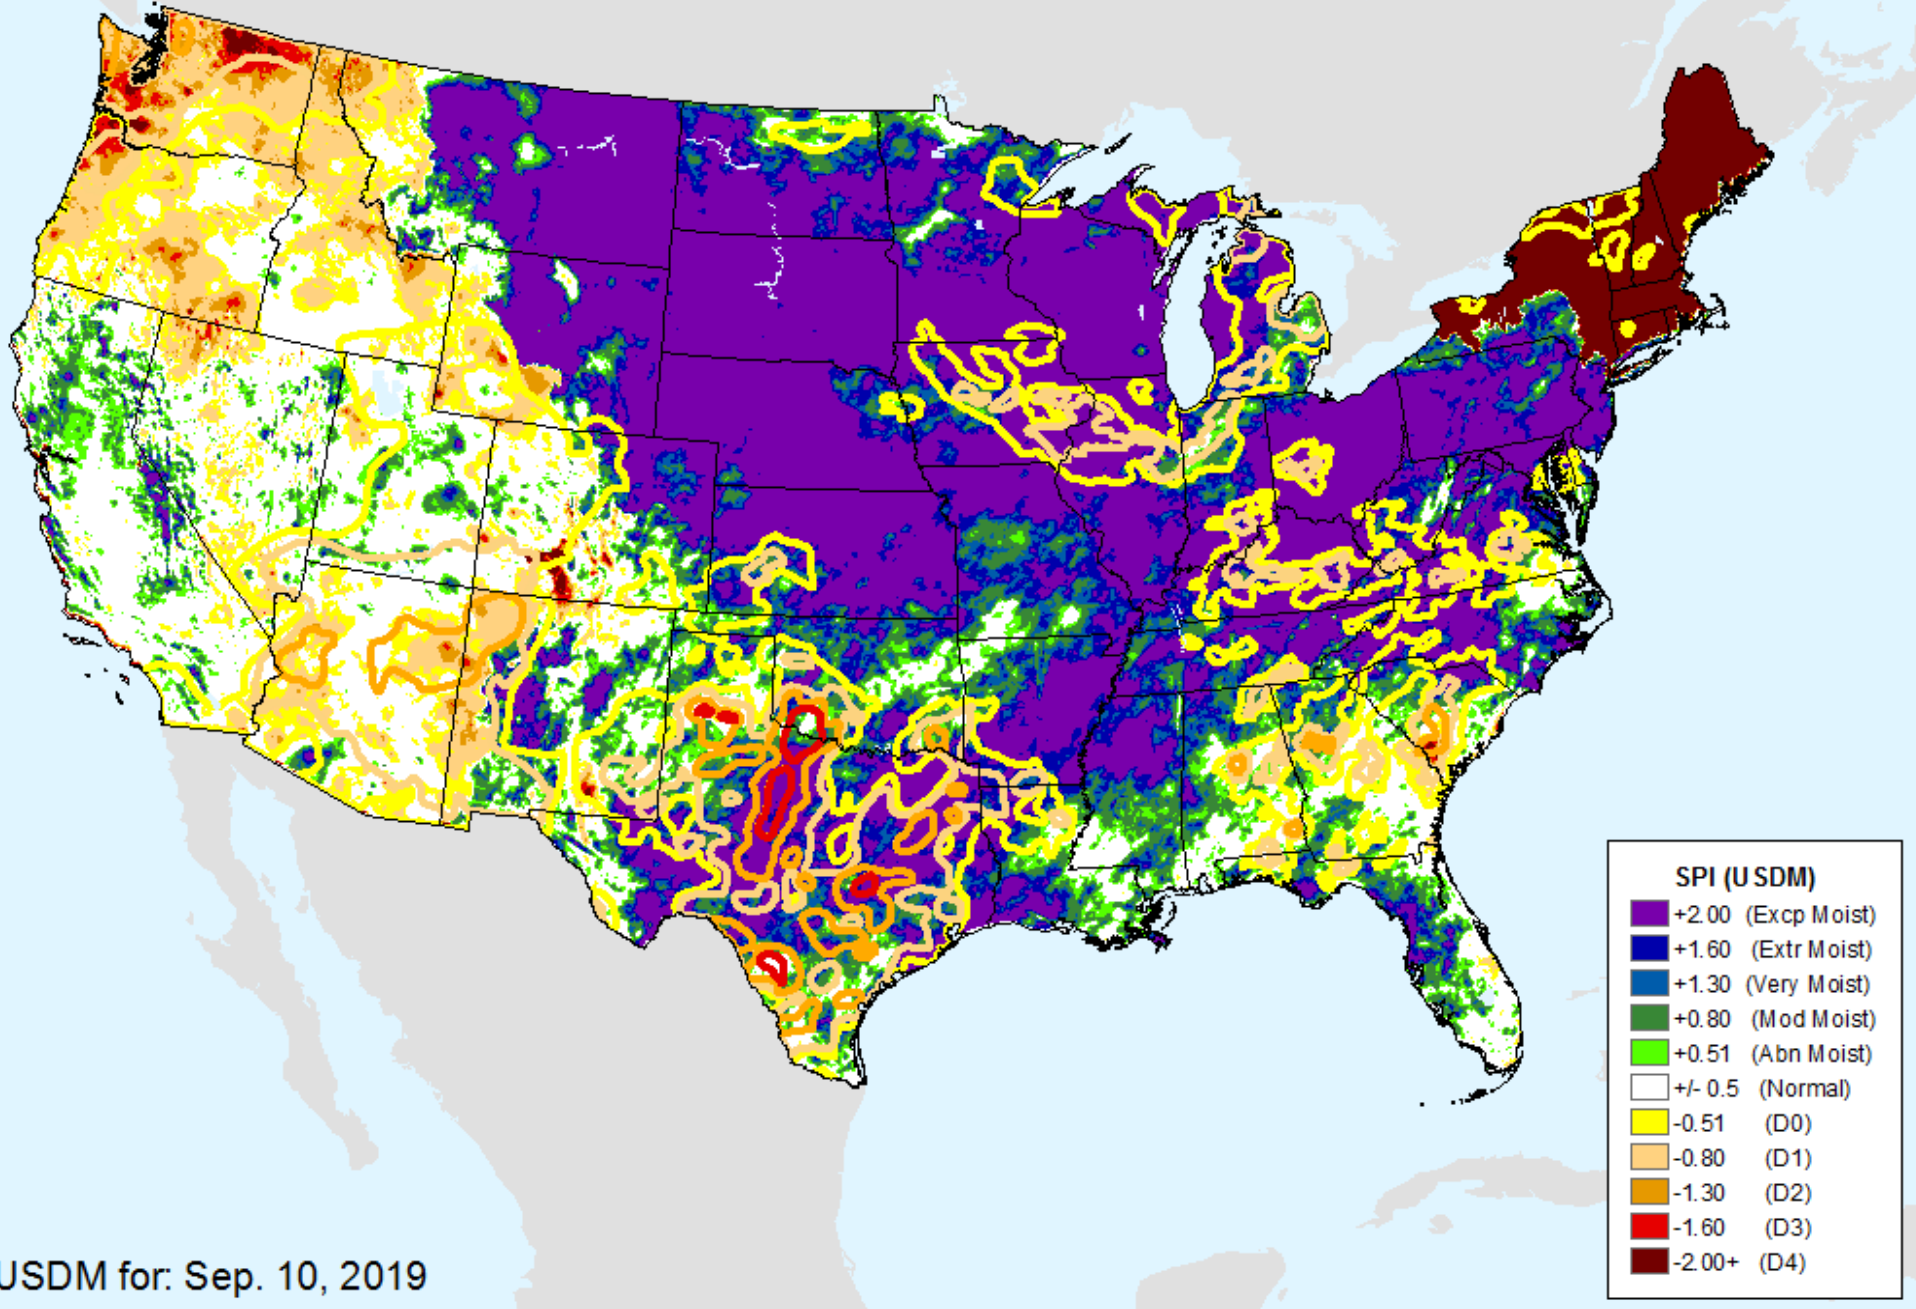 SPI (USDM)
+2.00 (Excp Moist)
+1.60 (Extr Moist)
+1.30 (Very Moist)
+0.80 (Mod Moist)
+0.51 (Abn Moist)
+/- 0.5 (Normal)
-0.51 (D0)
-0.80 (D1)
-1.30 (D2)
-1.60 (D3)
-2.00+ (D4)
USDM for: Sep. 10, 2019